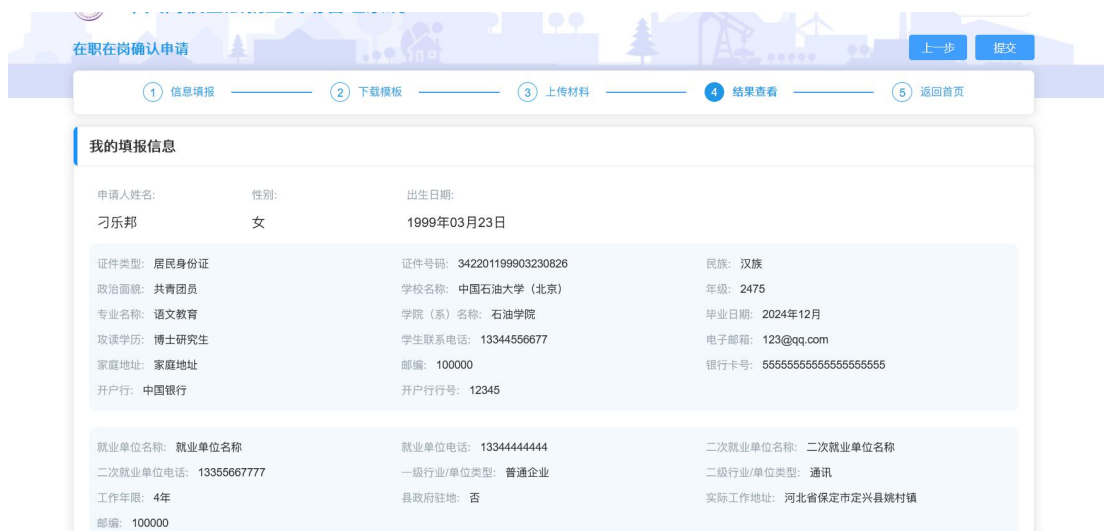 在职在岗确认申请
上一步 提交
1 信息填报 2 下载模板 3 上传材料 4 结果查看 5 返回首页
我的填报信息
申请人姓名: 性别: 出生日期:
刁乐邦 女 1999年03月23日
证件类型: 居民身份证 证件号码: 342201199903230826 民族: 汉族
政治面貌: 共青团员 学校名称: 中国石油大学（北京） 年级: 2475
专业名称: 语文教育 学院（系）名称: 石油学院 毕业日期: 2024年12月
攻读学历: 博士研究生 学生联系电话: 13344556677 电子邮箱: 123@qq.com
家庭地址: 家庭地址 邮编: 100000 银行卡号: 5555555555555555555
开户行: 中国银行 开户行行号: 12345
就业单位名称: 就业单位名称 就业单位电话: 13344444444 二次就业单位名称: 二次就业单位名称
二次就业单位电话: 13355667777 一级行业/单位类型: 普通企业 二级行业/单位类型: 通讯
工作年限: 4年 县政府驻地: 否 实际工作地址: 河北省保定市定兴县姚村镇
邮编: 100000